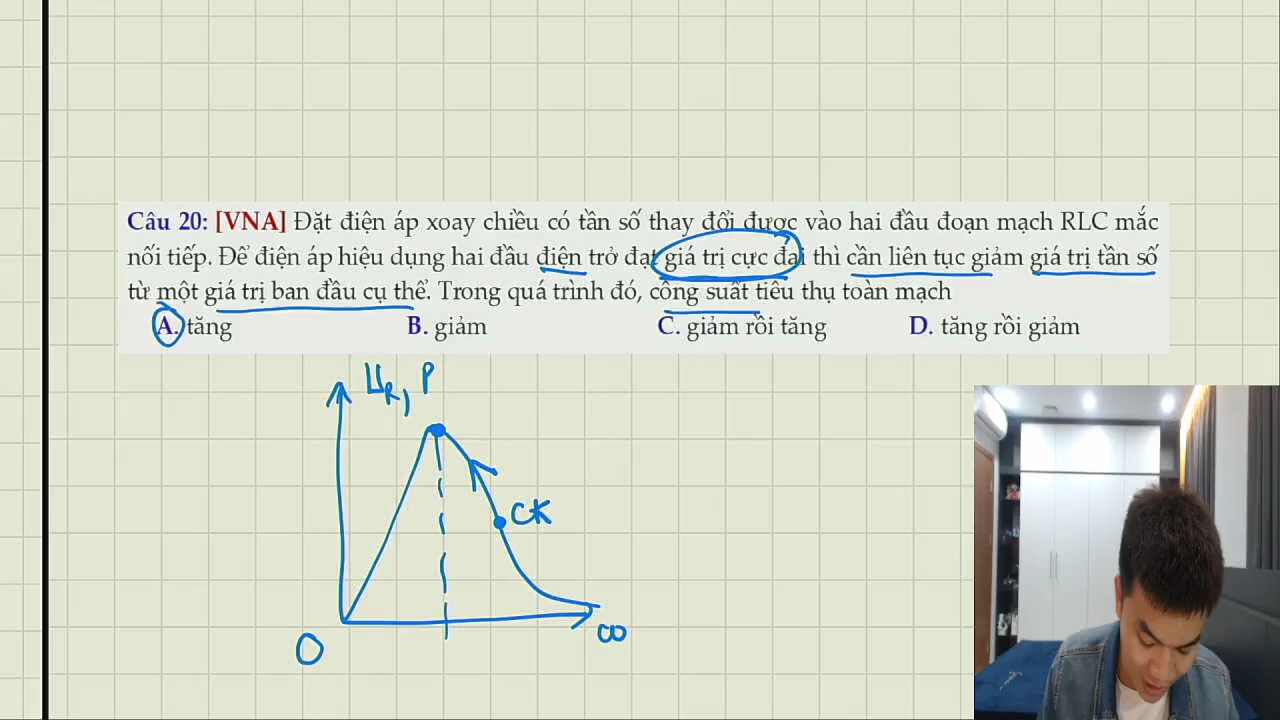 Câu 20: [VNA] Đặt điện áp xoay chiều có tần số thay đổi được vào hai đầu đoạn mạch RLC mắc
nối tiếp. Để điện áp hiệu dụng hai đầu điện trở đạt giá trị cực đại thì cần liên tục giảm giá trị tần số
từ một giá trị ban đầu cụ thể. Trong quá trình đó, công suất tiêu thụ toàn mạch
A. tăng B. giảm C. giảm rồi tăng D. tăng rồi giảm
U_R, P
CK
O ω